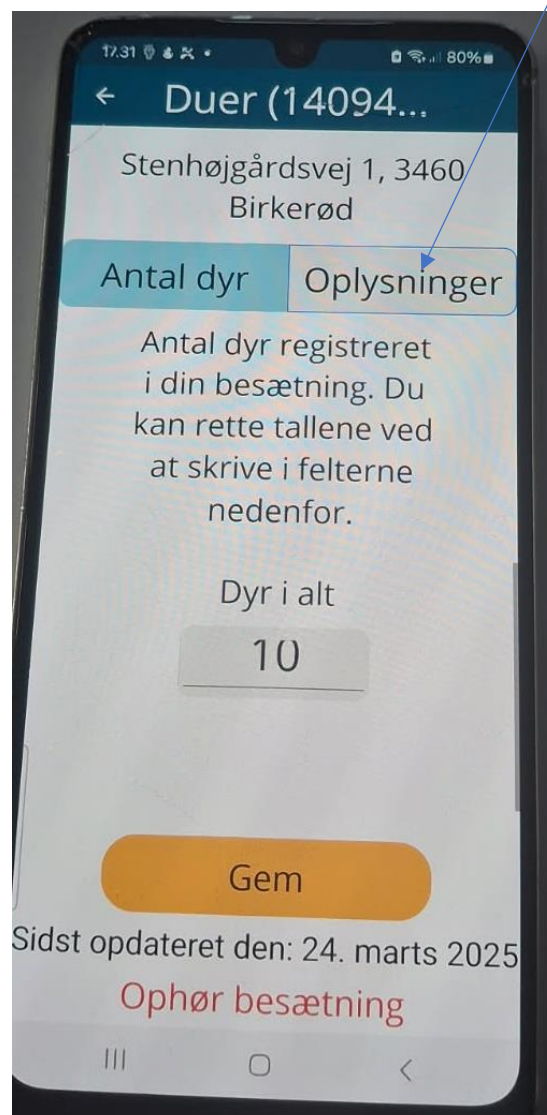 17.31
80%
Duer (14094...
Stenhøjgårdsvej 1, 3460
Birkerød
Antal dyr
Oplysninger
Antal dyr registreret
i din besætning. Du
kan rette tallene ved
at skrive i felterne
nedenfor.
Dyr i alt
10
Gem
Sidst opdateret den: 24. marts 2025
Ophør besætning